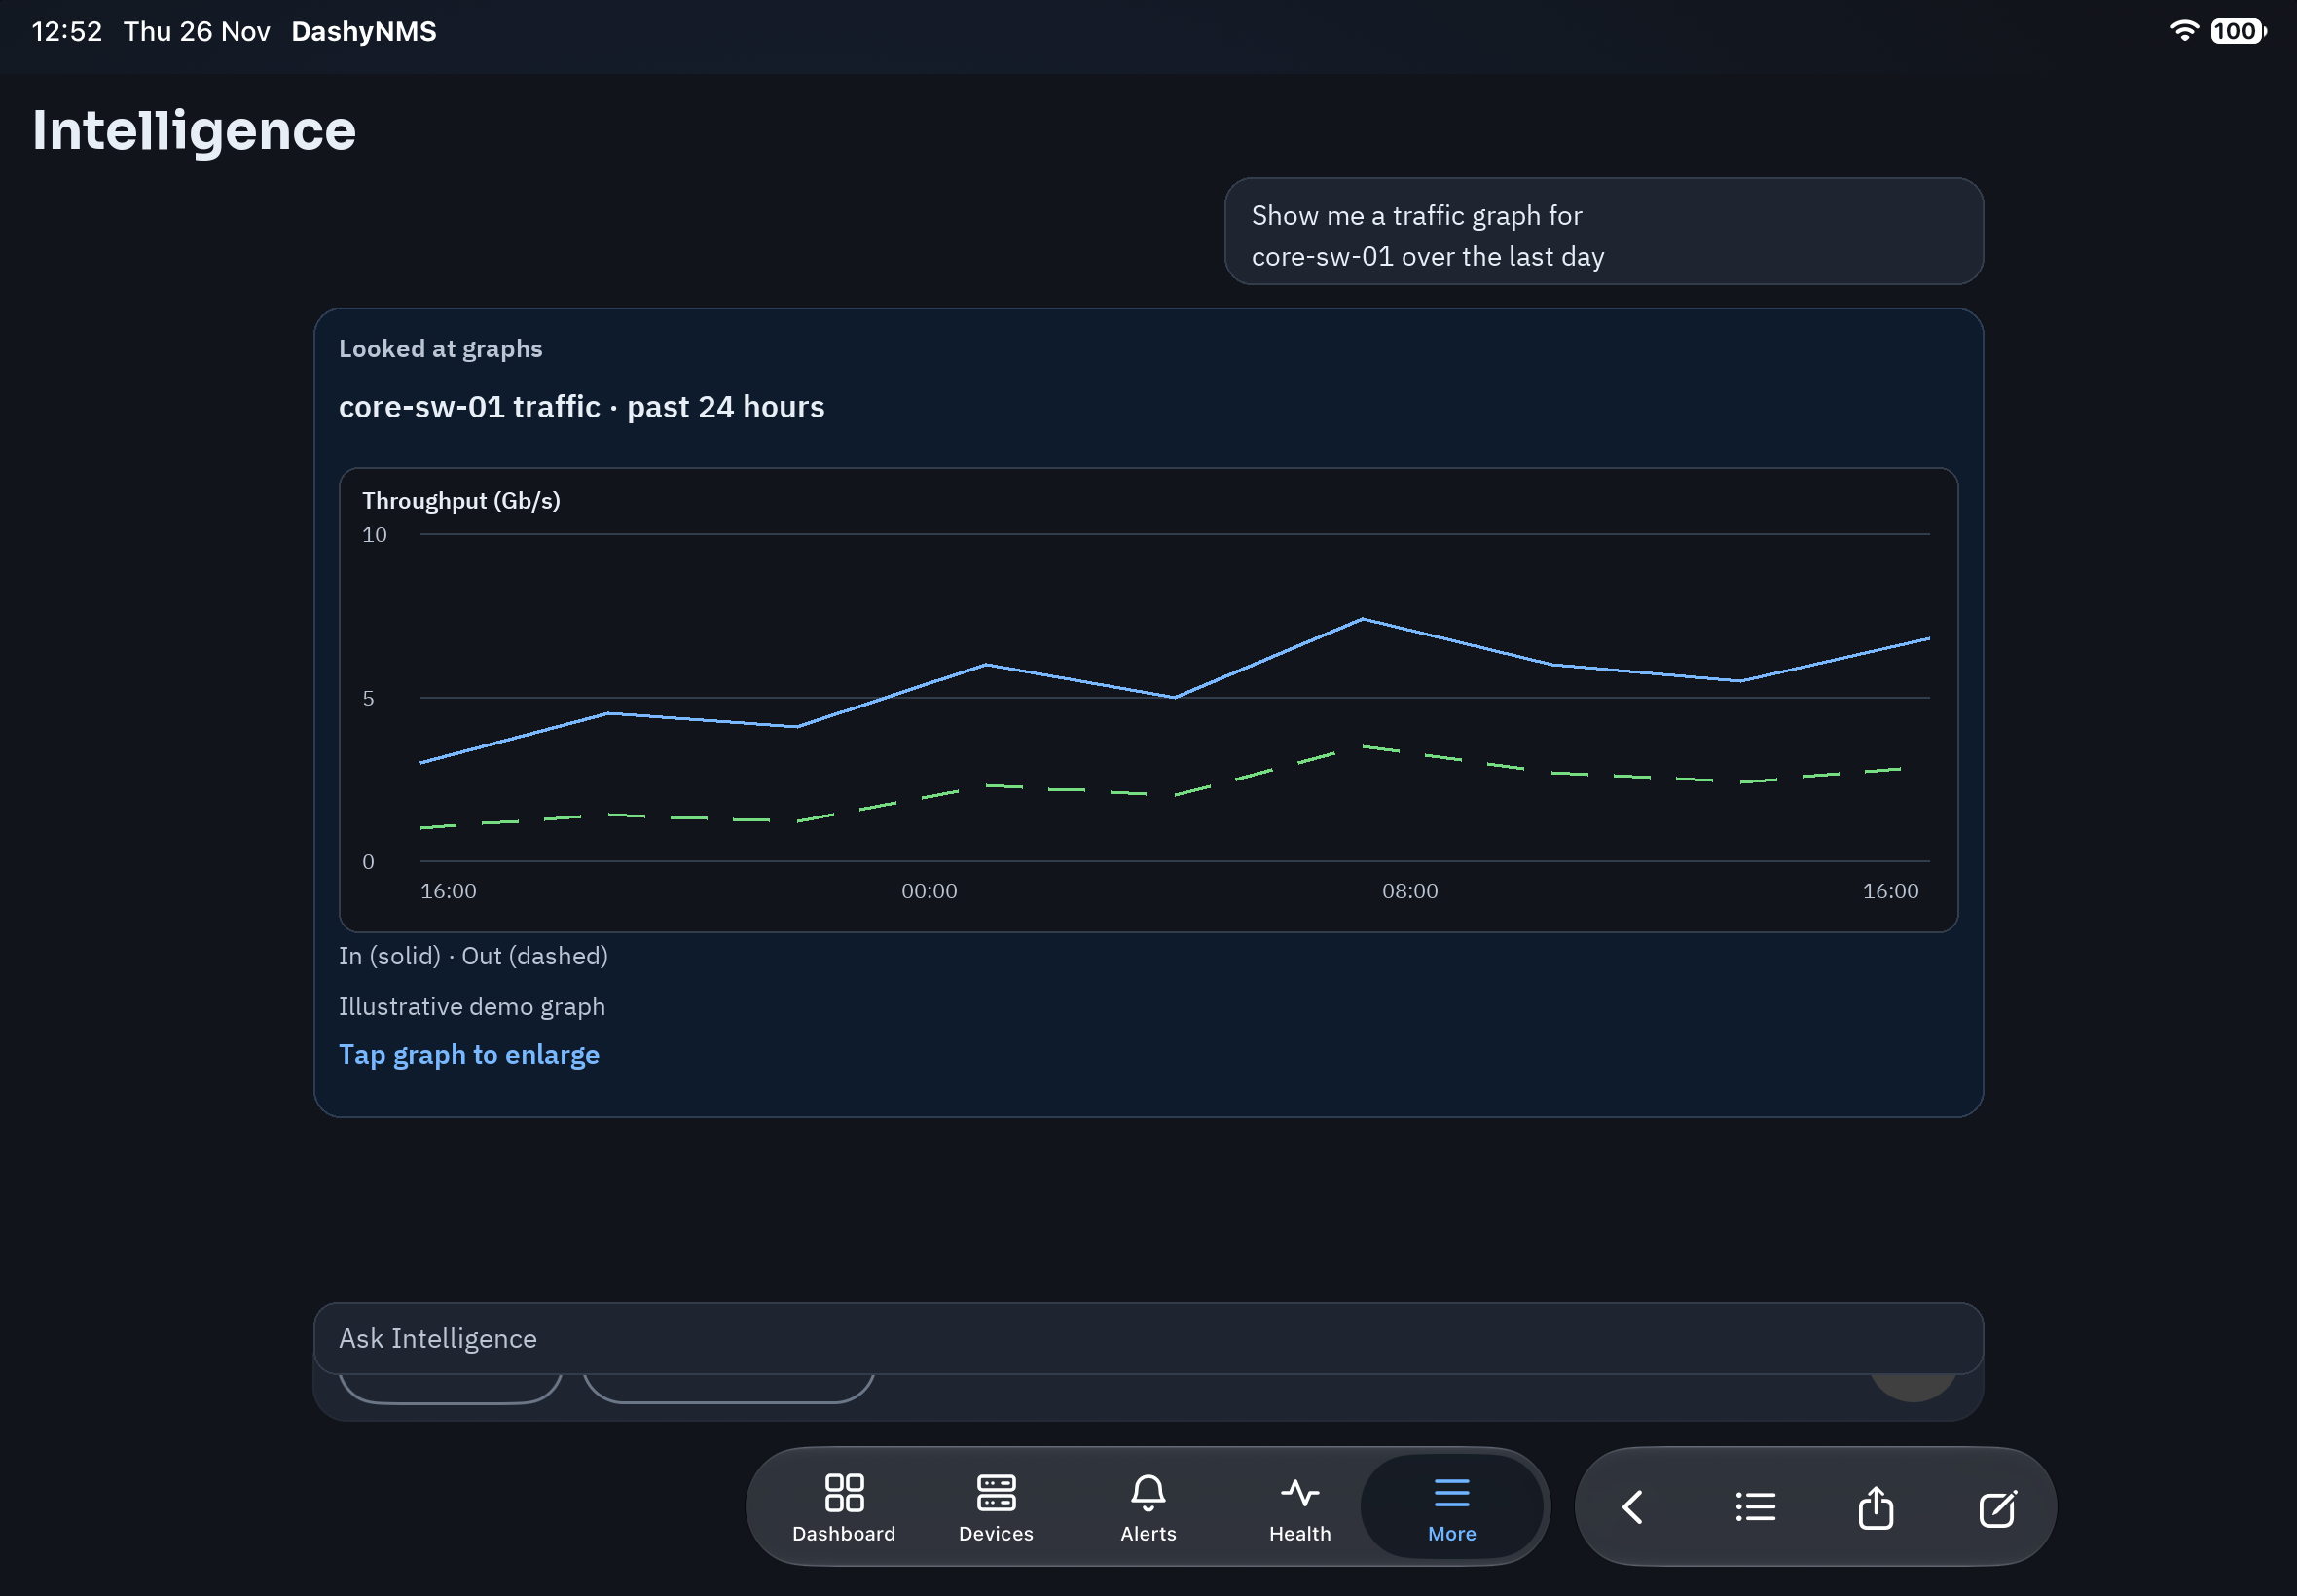 12:52 Thu 26 Nov DashyNMS 100
Intelligence
Show me a traffic graph for
core-sw-01 over the last day
Looked at graphs
core-sw-01 traffic · past 24 hours
Throughput (Gb/s)
10
5
0
16:00 00:00 08:00 16:00
In (solid) · Out (dashed)
Illustrative demo graph
Tap graph to enlarge
Ask Intelligence
Dashboard Devices Alerts Health More